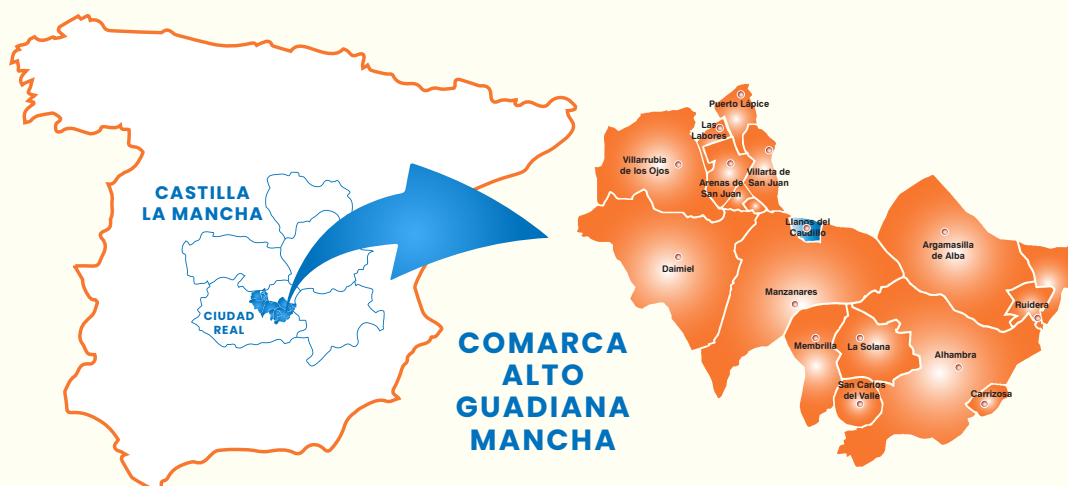 CASTILLA
LA MANCHA
CIUDAD
REAL
COMARCA
ALTO
GUADIANA
MANCHA
Puerto Lápice
Las
Labores
Villarrubia
de los Ojos
Arenas de
San Juan
Villarta de
San Juan
Llanos del
Caudillo
Argamasilla
de Alba
Daimiel
Manzanares
Ruidera
Membrilla
La Solana
Alhambra
San Carlos
del Valle
Carrizosa